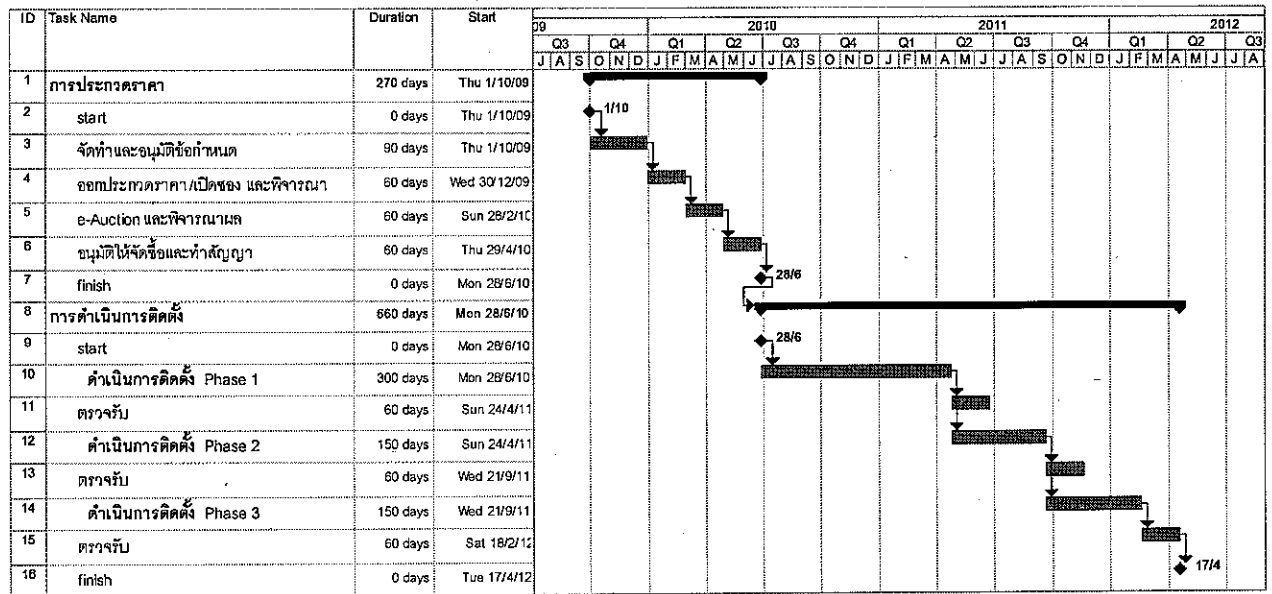 ID Task Name Duration Start
09 2010 2011 2012
Q3 Q4 Q1 Q2 Q3 Q4 Q1 Q2 Q3 Q4 Q1 Q2 Q3
J A S O N D J F M A M J J A S O N D J F M A M J J A S O N D J F M A M J J A
1 การประกวดราคา 270 days Thu 1/10/09
2 start 0 days Thu 1/10/09 1/10
3 จัดทำและอนุมัติข้อกำหนด 90 days Thu 1/10/09
4 ออกประกวดราคา/เปิดซอง และพิจารณา 60 days Wed 30/12/09
5 e-Auction และพิจารณาผล 60 days Sun 28/2/10
6 อนุมัติให้จัดซื้อและทำสัญญา 60 days Thu 29/4/10
7 finish 0 days Mon 28/6/10 28/6
8 การดำเนินการติดตั้ง 660 days Mon 28/6/10
9 start 0 days Mon 28/6/10 28/6
10 ดำเนินการติดตั้ง Phase 1 300 days Mon 28/6/10
11 ตรวจรับ 60 days Sun 24/4/11
12 ดำเนินการติดตั้ง Phase 2 150 days Sun 24/4/11
13 ตรวจรับ 60 days Wed 21/9/11
14 ดำเนินการติดตั้ง Phase 3 150 days Wed 21/9/11
15 ตรวจรับ 60 days Sat 18/2/12
16 finish 0 days Tue 17/4/12 17/4